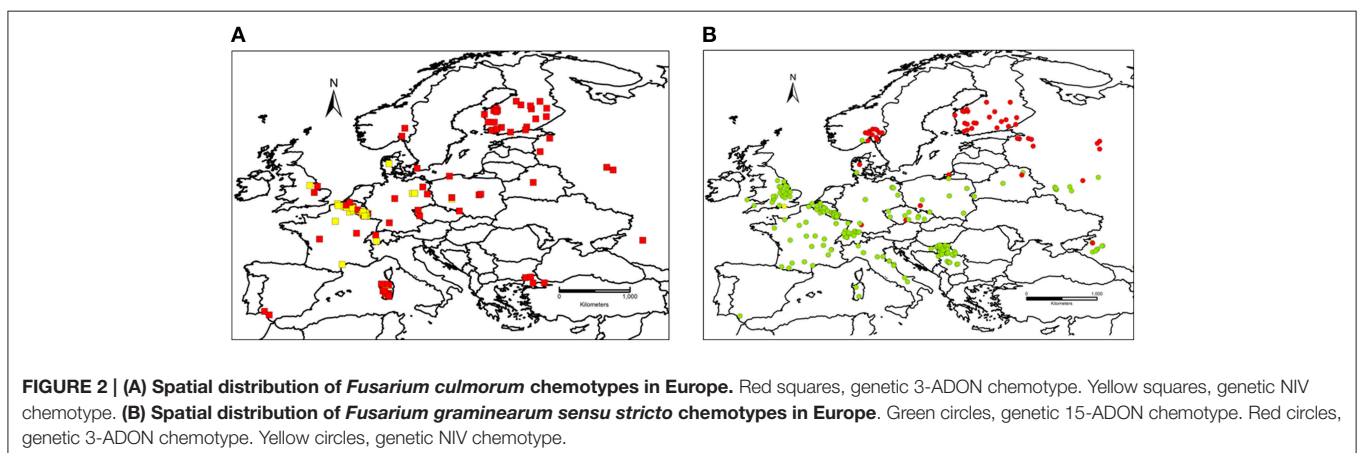 A
B
N
N
0
1,000
Kilometers
0
1,000
Kilometers
FIGURE 2 | (A) Spatial distribution of Fusarium culmorum chemotypes in Europe. Red squares, genetic 3-ADON chemotype. Yellow squares, genetic NIV
chemotype. (B) Spatial distribution of Fusarium graminearum sensu stricto chemotypes in Europe. Green circles, genetic 15-ADON chemotype. Red circles,
genetic 3-ADON chemotype. Yellow circles, genetic NIV chemotype.